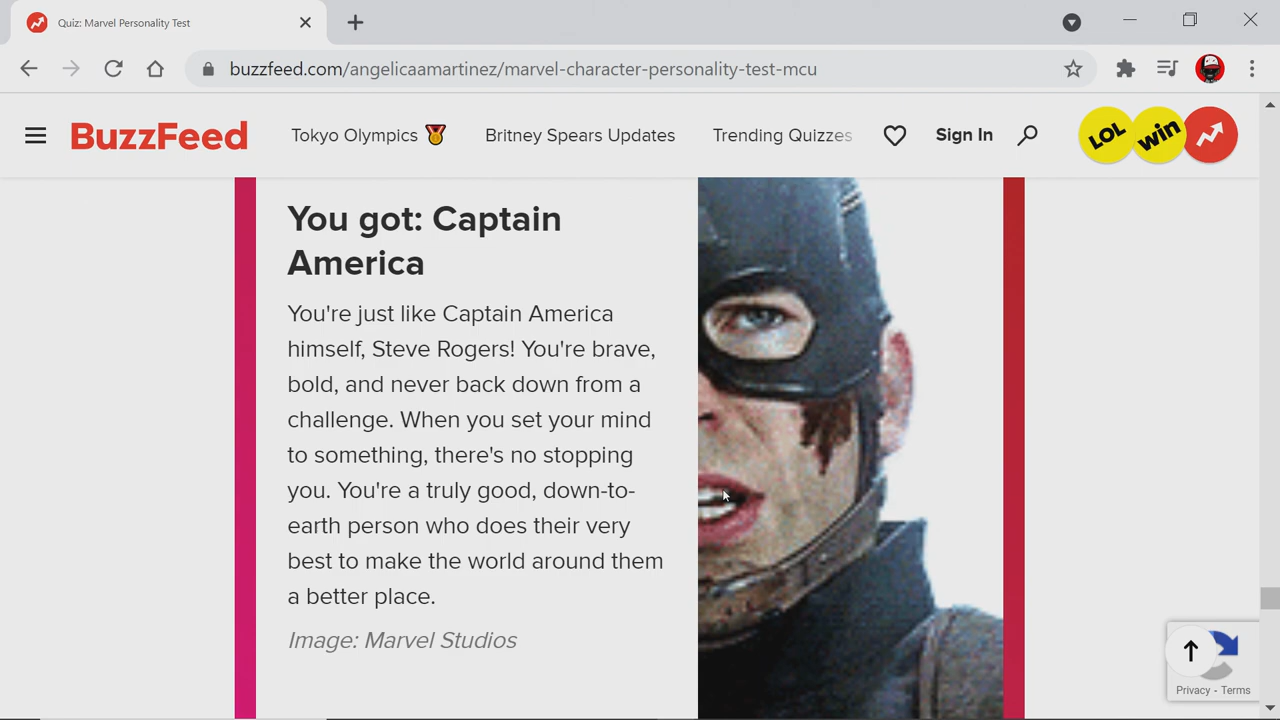 Quiz: Marvel Personality Test
buzzfeed.com/angelicaamartinez/marvel-character-personality-test-mcu
BuzzFeed
Tokyo Olympics
Britney Spears Updates
Trending Quizzes
Sign In
LOL
win
You got: Captain
America
You're just like Captain America
himself, Steve Rogers! You're brave,
bold, and never back down from a
challenge. When you set your mind
to something, there's no stopping
you. You're a truly good, down-to-
earth person who does their very
best to make the world around them
a better place.
Image: Marvel Studios
Privacy - Terms